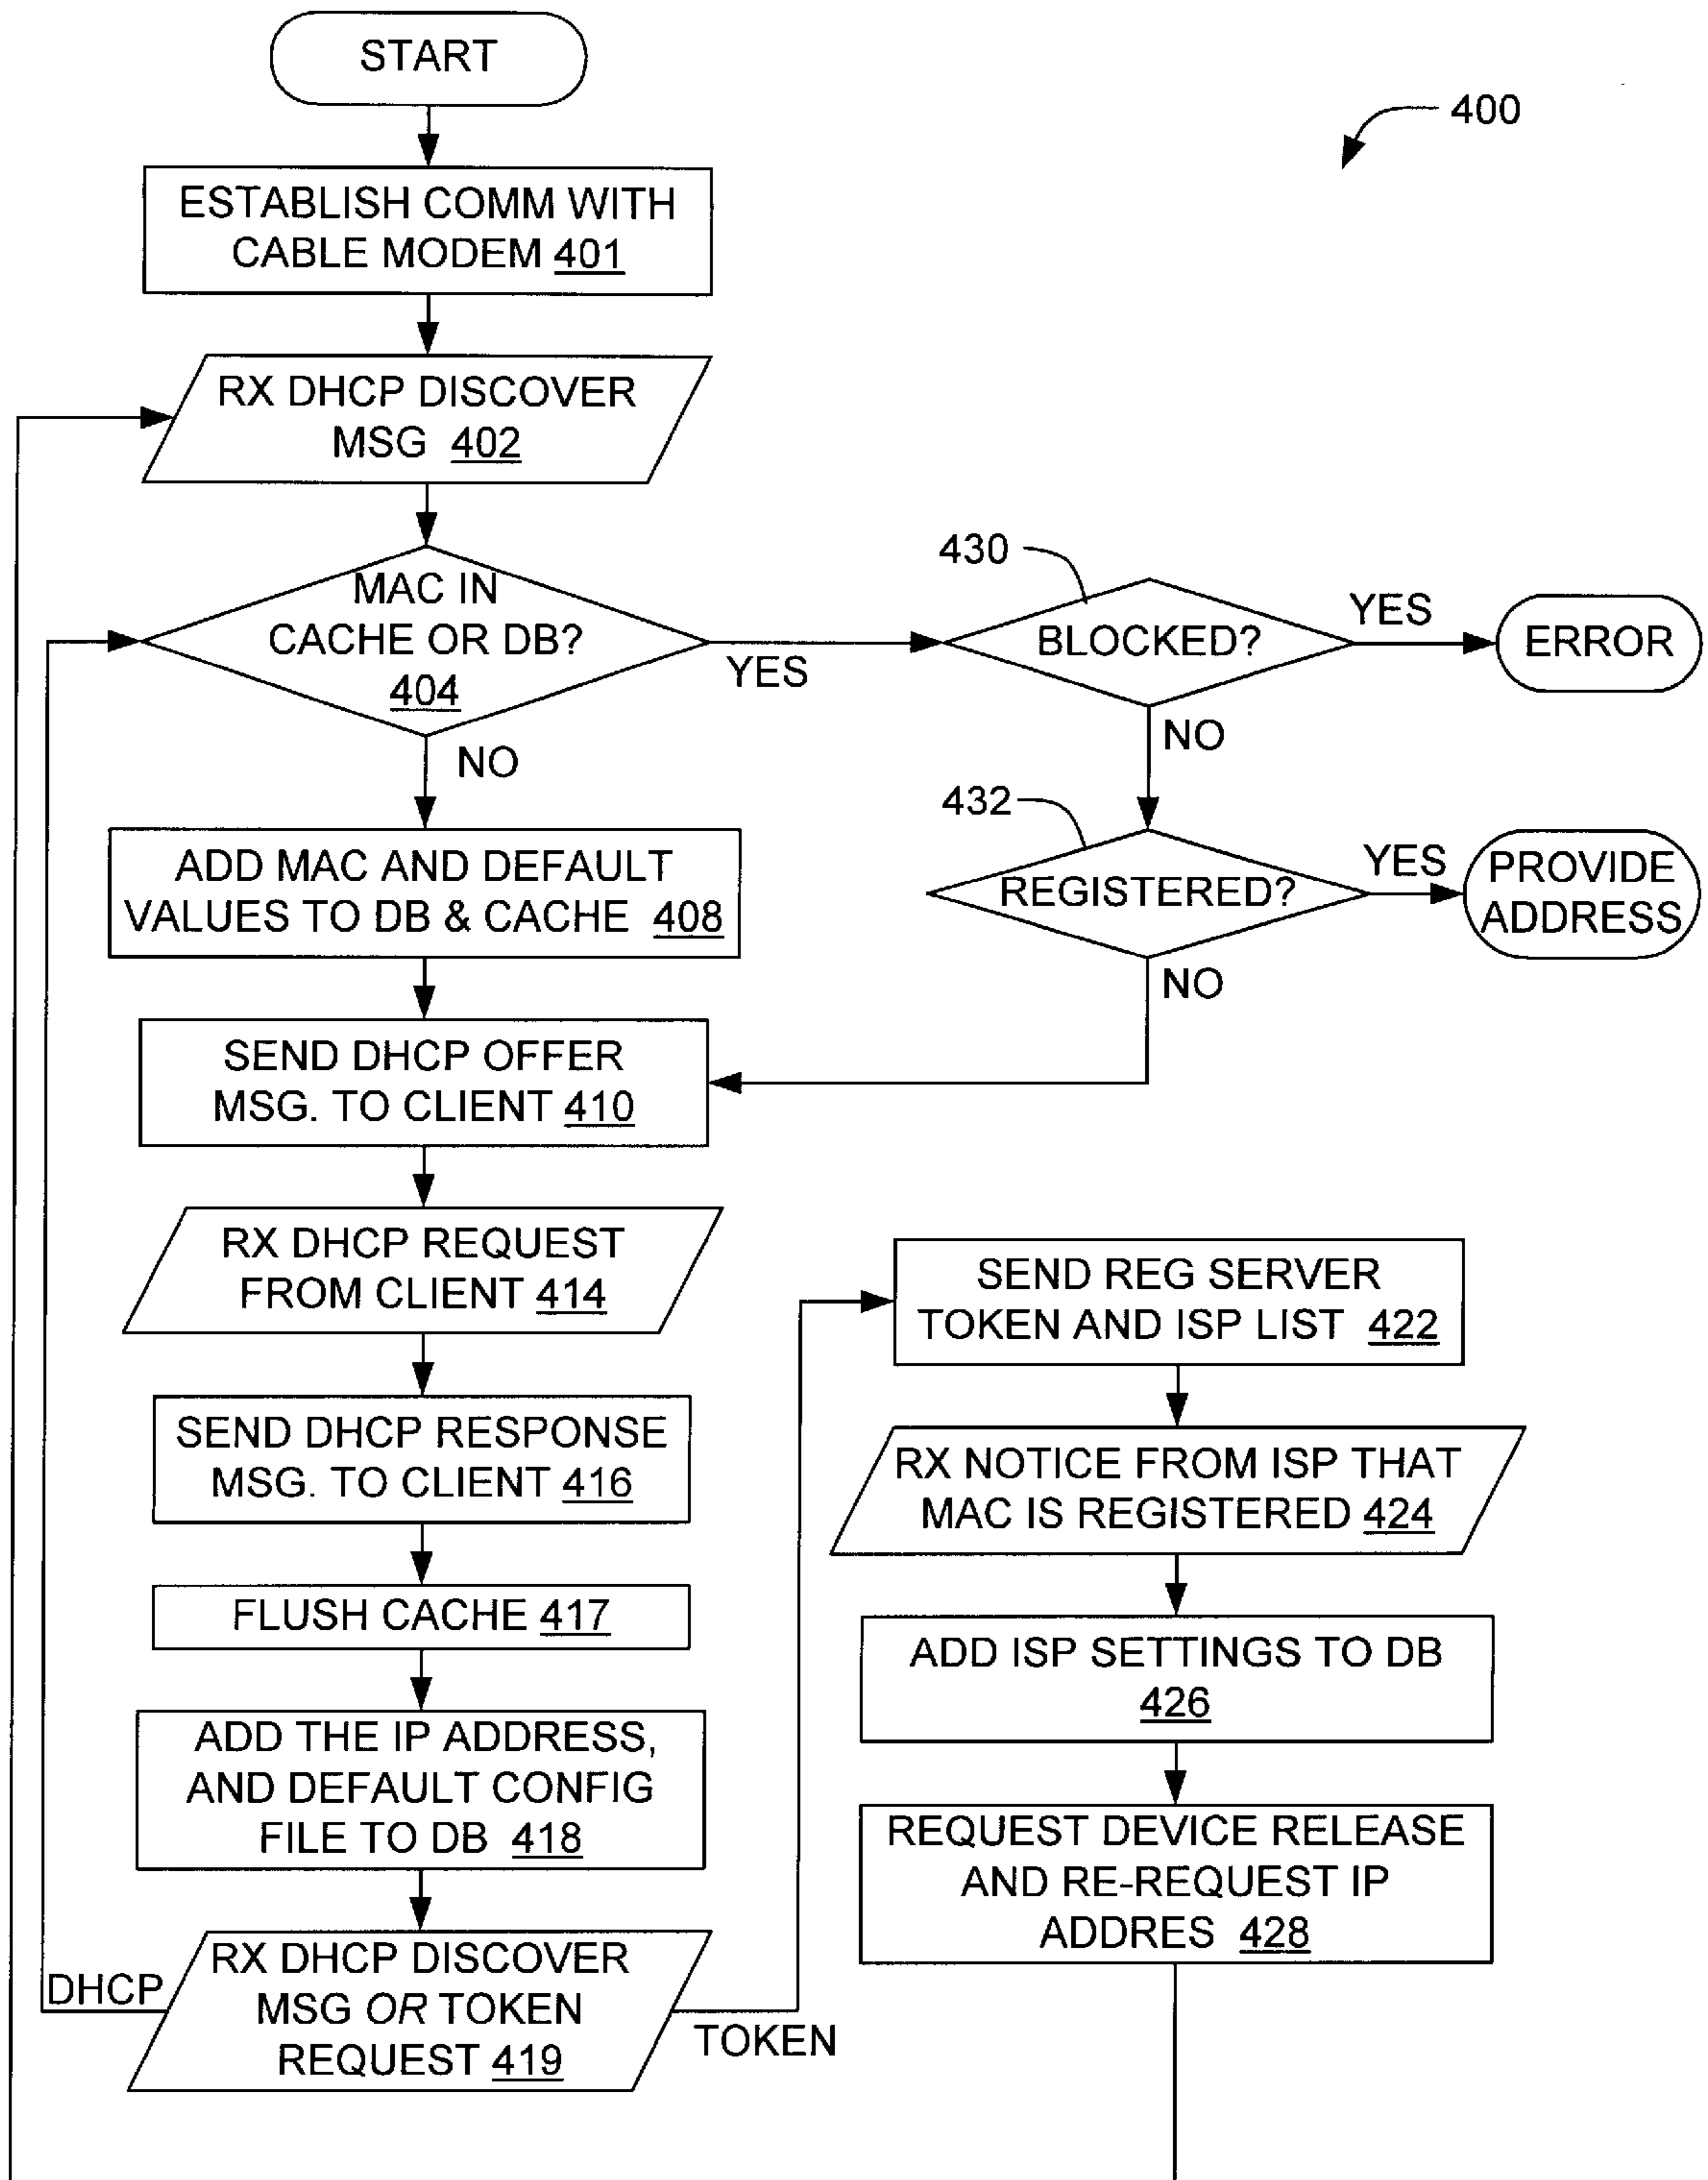 START
400
ESTABLISH COMM WITH
CABLE MODEM 401
RX DHCP DISCOVER
MSG 402
MAC IN
CACHE OR DB?
404
YES
NO
430
BLOCKED?
YES
ERROR
NO
432
REGISTERED?
YES
PROVIDE
ADDRESS
NO
ADD MAC AND DEFAULT
VALUES TO DB & CACHE 408
SEND DHCP OFFER
MSG. TO CLIENT 410
RX DHCP REQUEST
FROM CLIENT 414
SEND DHCP RESPONSE
MSG. TO CLIENT 416
FLUSH CACHE 417
ADD THE IP ADDRESS,
AND DEFAULT CONFIG
FILE TO DB 418
RX DHCP DISCOVER
MSG OR TOKEN
REQUEST 419
DHCP
TOKEN
SEND REG SERVER
TOKEN AND ISP LIST 422
RX NOTICE FROM ISP THAT
MAC IS REGISTERED 424
ADD ISP SETTINGS TO DB
426
REQUEST DEVICE RELEASE
AND RE-REQUEST IP
ADDRES 428